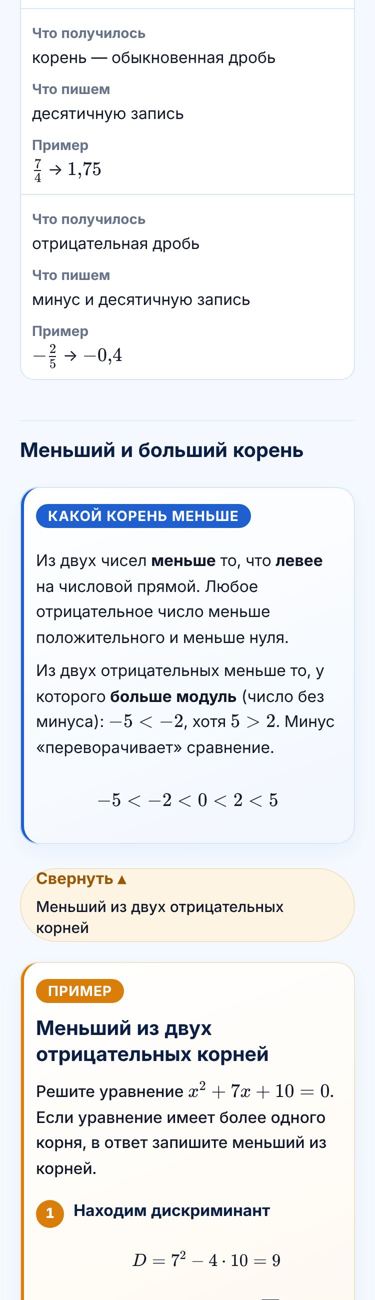 Что получилось
корень — обыкновенная дробь
Что пишем
десятичную запись
Пример
7/4 → 1,75
Что получилось
отрицательная дробь
Что пишем
минус и десятичную запись
Пример
−2/5 → −0,4
Меньший и больший корень
КАКОЙ КОРЕНЬ МЕНЬШЕ
Из двух чисел меньше то, что левее
на числовой прямой. Любое
отрицательное число меньше
положительного и меньше нуля.
Из двух отрицательных меньше то, у
которого больше модуль (число без
минуса): −5 < −2, хотя 5 > 2. Минус
«переворачивает» сравнение.
−5 < −2 < 0 < 2 < 5
Свернуть ▴
Меньший из двух отрицательных
корней
ПРИМЕР
Меньший из двух
отрицательных корней
Решите уравнение x² + 7x + 10 = 0.
Если уравнение имеет более одного
корня, в ответ запишите меньший из
корней.
1 Находим дискриминант
D = 7² − 4 · 10 = 9